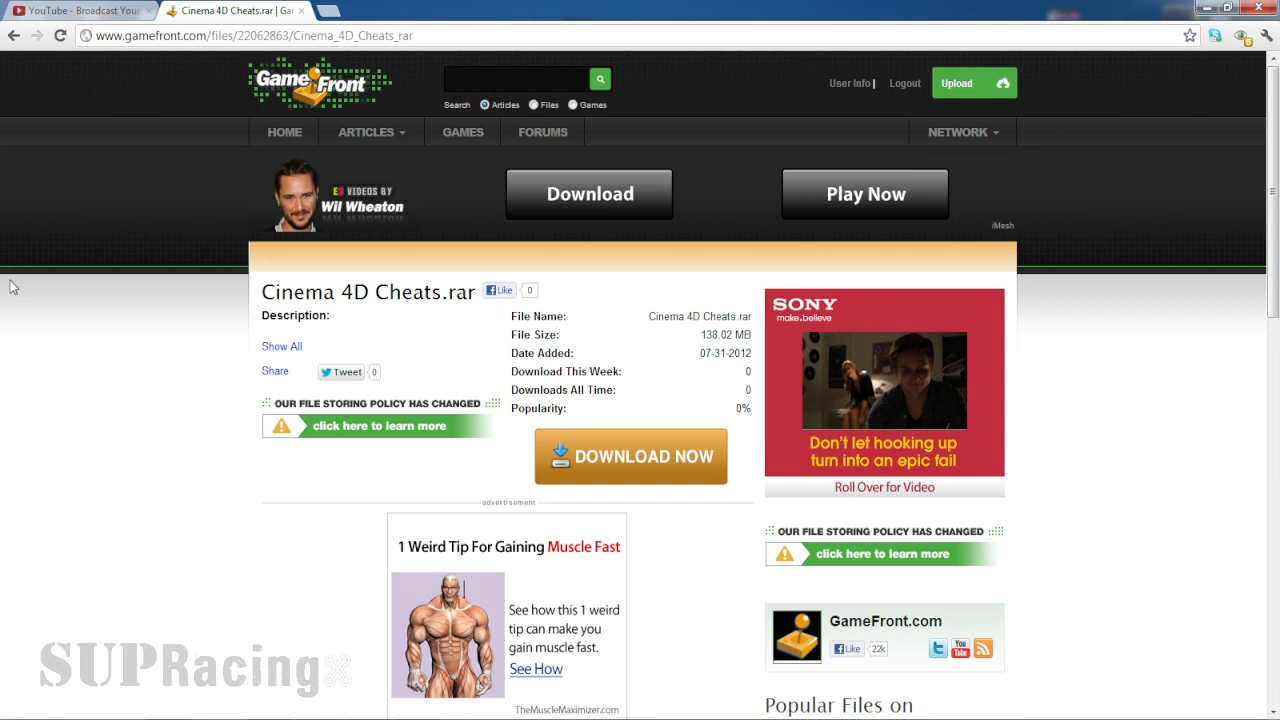 YouTube - Broadcast Your
Cinema 4D Cheats.rar | Gan
www.gamefront.com/files/22062863/Cinema_4D_Cheats_rar
GameFront
Search Articles Files Games
User Info | Logout
Upload
HOME ARTICLES GAMES FORUMS NETWORK
E3 VIDEOS BY
Wil Wheaton
Download
Play Now
iMesh
Cinema 4D Cheats.rar
Like 0
Description:
Show All
Share
Tweet 0
OUR FILE STORING POLICY HAS CHANGED
click here to learn more
File Name: Cinema 4D Cheats.rar
File Size: 138.02 MB
Date Added: 07-31-2012
Download This Week: 0
Downloads All Time: 0
Popularity: 0%
DOWNLOAD NOW
advertisement
1 Weird Tip For Gaining Muscle Fast
See how this 1 weird
tip can make you
gain muscle fast.
See How
TheMuscleMaximizer.com
SONY
make.believe
Don't let hooking up
turn into an epic fail
Roll Over for Video
OUR FILE STORING POLICY HAS CHANGED
click here to learn more
GameFront.com
Like 22k
You
Tube
Popular Files on
SUPRacingx